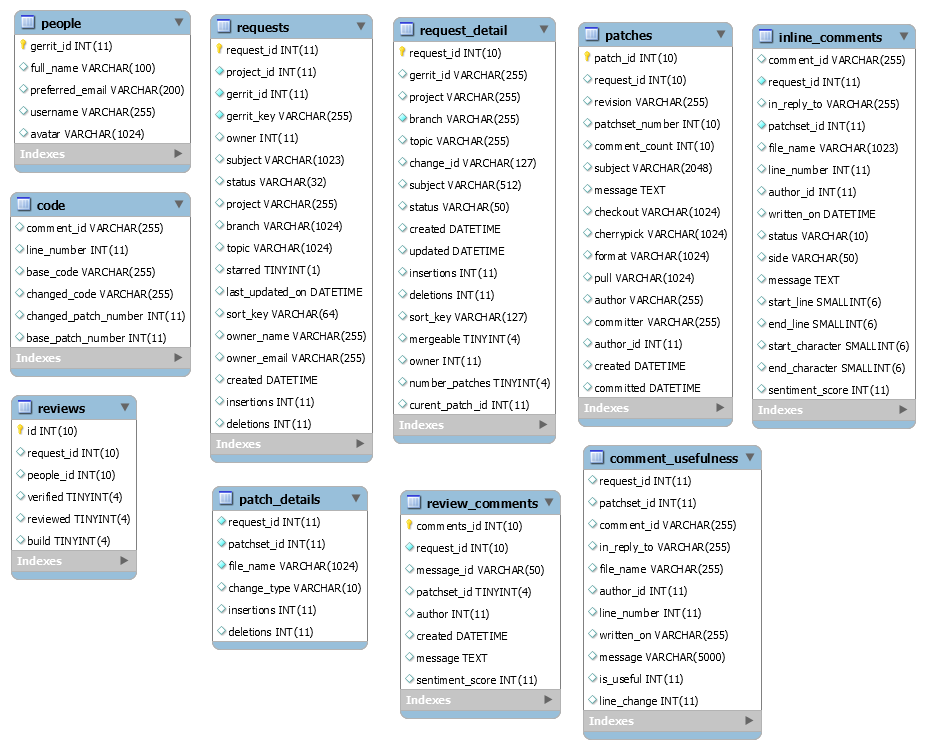 people
gerrit_id INT(11)
full_name VARCHAR(100)
preferred_email VARCHAR(200)
username VARCHAR(255)
avatar VARCHAR(1024)
Indexes
code
comment_id VARCHAR(255)
line_number INT(11)
base_code VARCHAR(255)
changed_code VARCHAR(255)
changed_patch_number INT(11)
base_patch_number INT(11)
Indexes
reviews
id INT(10)
request_id INT(10)
people_id INT(10)
verified TINYINT(4)
reviewed TINYINT(4)
build TINYINT(4)
Indexes
requests
request_id INT(11)
project_id INT(11)
gerrit_id INT(11)
gerrit_key VARCHAR(255)
owner INT(11)
subject VARCHAR(1023)
status VARCHAR(32)
project VARCHAR(255)
branch VARCHAR(1024)
topic VARCHAR(1024)
starred TINYINT(1)
last_updated_on DATETIME
sort_key VARCHAR(64)
owner_name VARCHAR(255)
owner_email VARCHAR(255)
created DATETIME
insertions INT(11)
deletions INT(11)
Indexes
patch_details
request_id INT(11)
patchset_id INT(11)
file_name VARCHAR(1024)
change_type VARCHAR(10)
insertions INT(11)
deletions INT(11)
request_detail
request_id INT(10)
gerrit_id VARCHAR(255)
project VARCHAR(255)
branch VARCHAR(255)
topic VARCHAR(255)
change_id VARCHAR(127)
subject VARCHAR(512)
status VARCHAR(50)
created DATETIME
updated DATETIME
insertions INT(11)
deletions INT(11)
sort_key VARCHAR(127)
mergeable TINYINT(4)
owner INT(11)
number_patches TINYINT(4)
curent_patch_id INT(11)
Indexes
review_comments
comments_id INT(10)
request_id INT(10)
message_id VARCHAR(50)
patchset_id TINYINT(4)
author INT(11)
created DATETIME
message TEXT
sentiment_score INT(11)
Indexes
patches
patch_id INT(10)
request_id INT(10)
revision VARCHAR(255)
patchset_number INT(10)
comment_count INT(10)
subject VARCHAR(2048)
message TEXT
checkout VARCHAR(1024)
cherrypick VARCHAR(1024)
format VARCHAR(1024)
pull VARCHAR(1024)
author VARCHAR(255)
committer VARCHAR(255)
author_id INT(11)
created DATETIME
committed DATETIME
Indexes
inline_comments
comment_id VARCHAR(255)
request_id INT(11)
in_reply_to VARCHAR(255)
patchset_id INT(11)
file_name VARCHAR(1023)
line_number INT(11)
author_id INT(11)
written_on DATETIME
status VARCHAR(10)
side VARCHAR(50)
message TEXT
start_line SMALLINT(6)
end_line SMALLINT(6)
start_character SMALLINT(6)
end_character SMALLINT(6)
sentiment_score INT(11)
Indexes
comment_usefulness
request_id INT(11)
patchset_id INT(11)
comment_id VARCHAR(255)
in_reply_to VARCHAR(255)
file_name VARCHAR(255)
author_id INT(11)
line_number INT(11)
written_on VARCHAR(255)
message VARCHAR(5000)
is_useful INT(11)
line_change INT(11)
Indexes